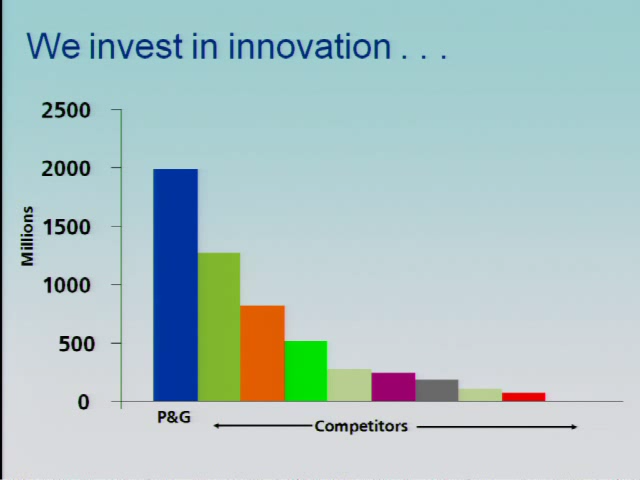 We invest in innovation . . .
2500
2000
1500
1000
500
0
Millions
P&G
Competitors